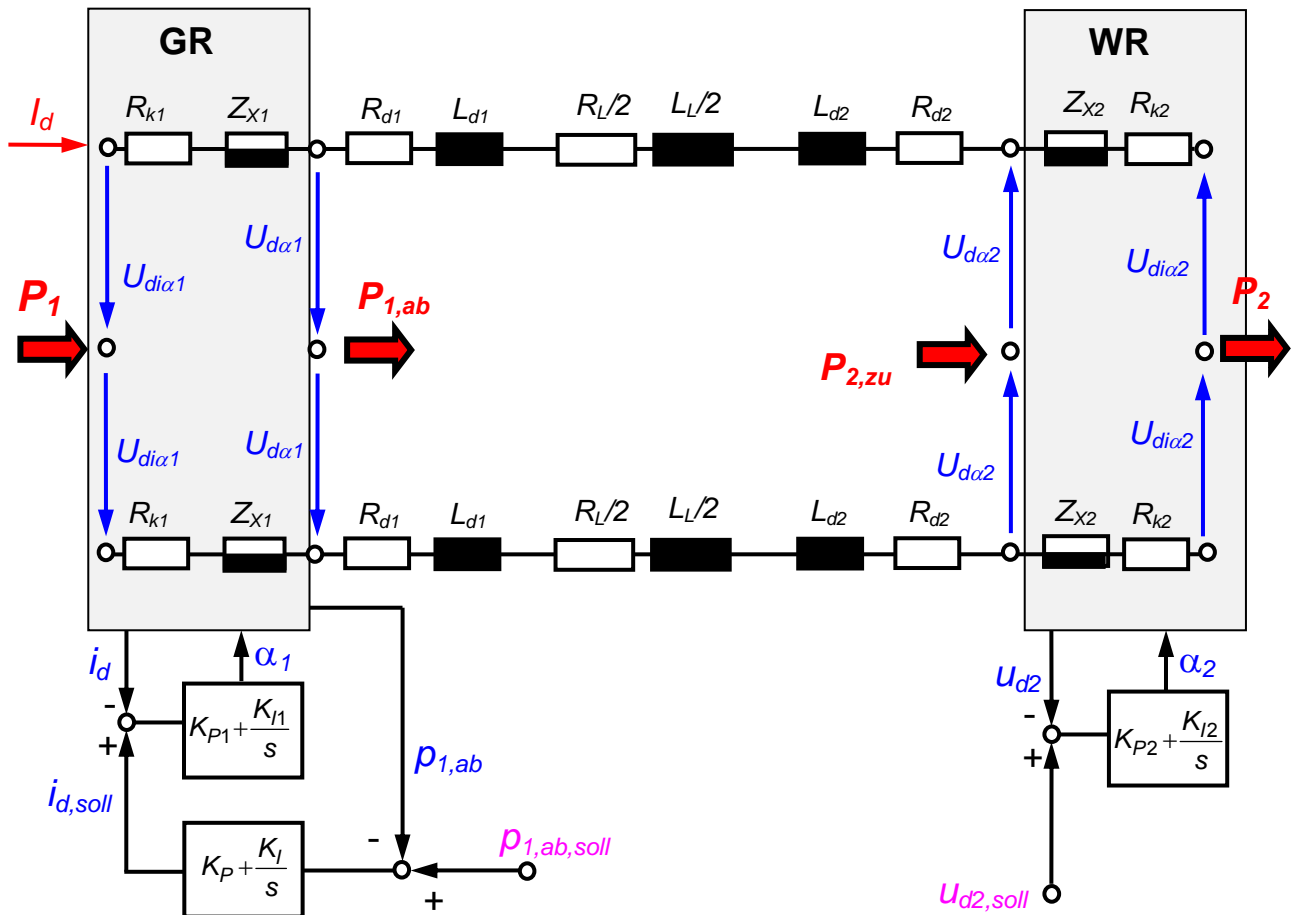 GR
WR
I_d
R_k1
Z_X1
R_d1
L_d1
R_L/2
L_L/2
L_d2
R_d2
Z_X2
R_k2
U_diα1
U_dα1
U_dα2
U_diα2
P_1
P_1,ab
P_2,zu
P_2
U_diα1
U_dα1
U_dα2
U_diα2
R_k1
Z_X1
R_d1
L_d1
R_L/2
L_L/2
L_d2
R_d2
Z_X2
R_k2
i_d
α_1
-
+
K_P1+K_I1/s
i_d,soll
p_1,ab
K_P+K_I/s
-
+
p_1,ab,soll
u_d2
α_2
-
+
K_P2+K_I2/s
u_d2,soll